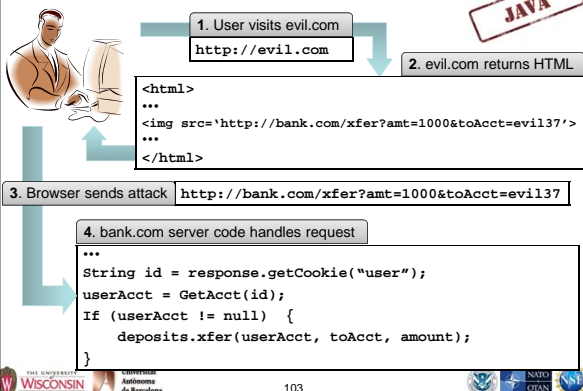 JAVA
1. User visits evil.com
http://evil.com
2. evil.com returns HTML
<html>
•••
<img src=‘http://bank.com/xfer?amt=1000&toAcct=evil37’>
•••
</html>
3. Browser sends attack http://bank.com/xfer?amt=1000&toAcct=evil37
4. bank.com server code handles request
•••
String id = response.getCookie(“user”);
userAcct = GetAcct(id);
If (userAcct != null) {
deposits.xfer(userAcct, toAcct, amount);
}
THE UNIVERSITY
WISCONSIN
Universitat
Autònoma
de Barcelona
103
NATO
OTAN
NSF